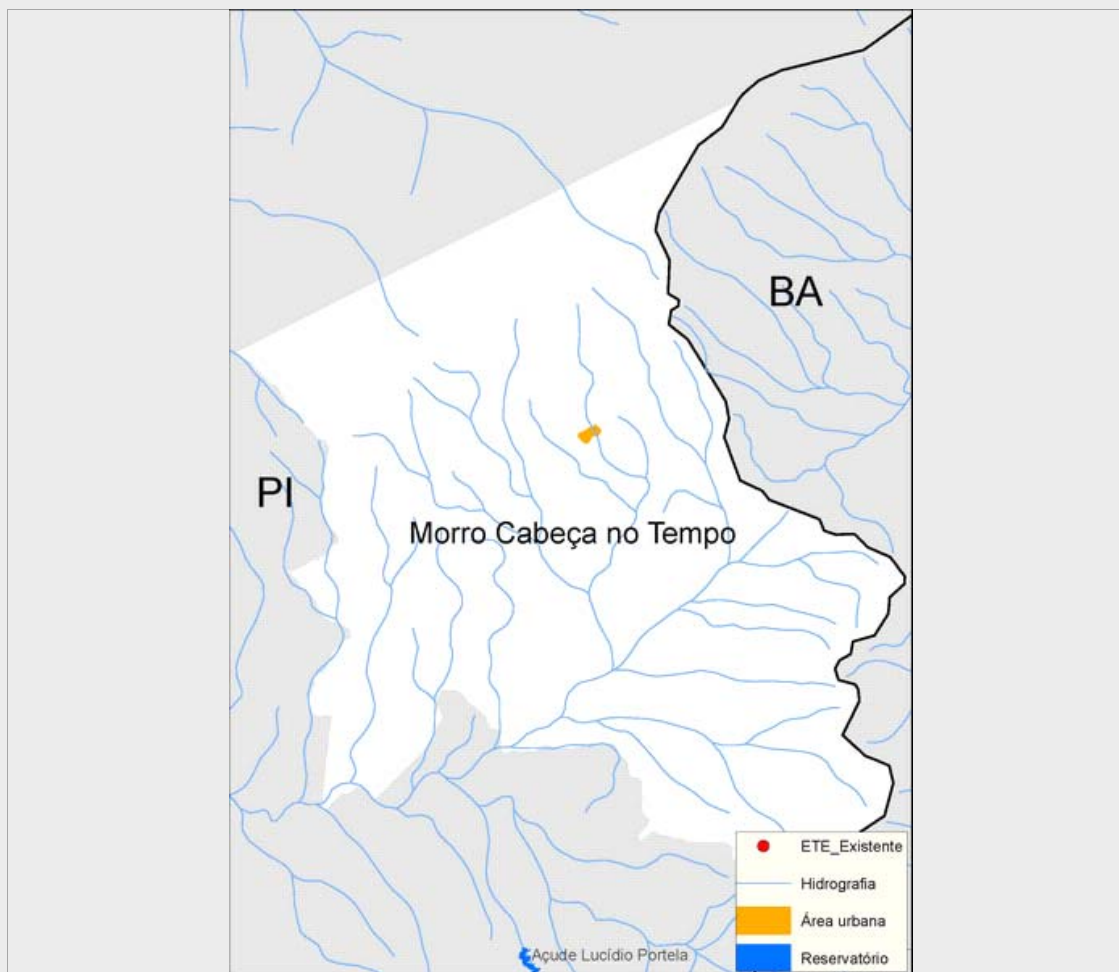 BA
PI
Morro Cabeça no Tempo
ETE_Existente
Hidrografia
Área urbana
Reservatório
Açude Lucídio Portela